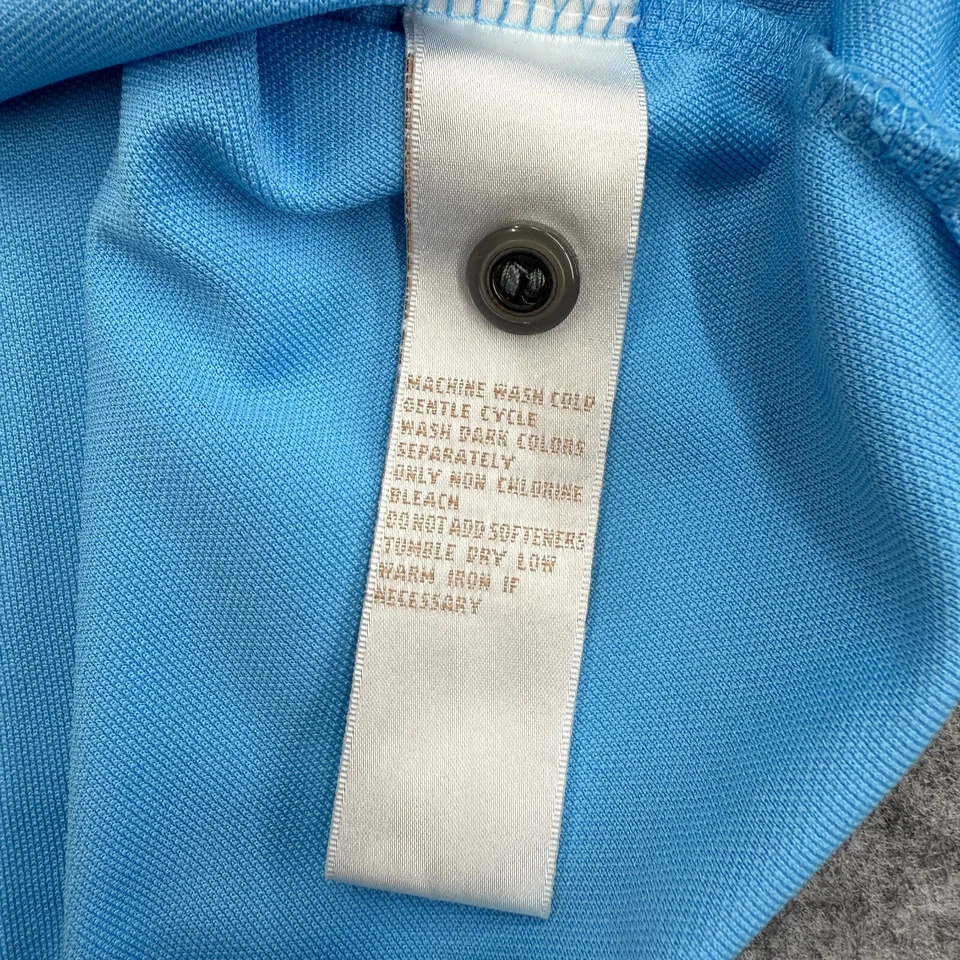 MACHINE WASH COLD
GENTLE CYCLE
WASH DARK COLORS
SEPARATELY
ONLY NON CHLORINE
BLEACH
DO NOT ADD SOFTENERS
TUMBLE DRY LOW
WARM IRON IF
NECESSARY